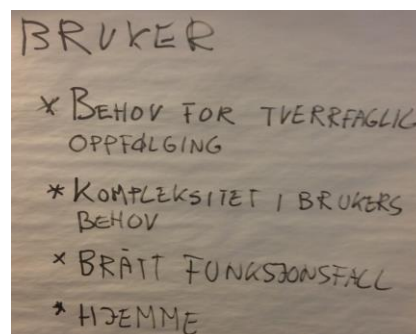 BRUKER
* BEHOV FOR TVERRFAGLIG
OPPFØLGING
* KOMPLEKSITET I BRUKERS
BEHOV
* BRÅTT FUNKSJONSFALL
* HJEMME